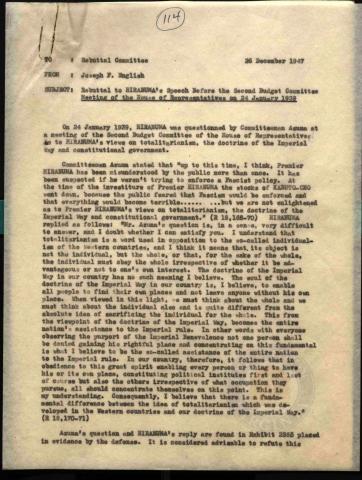 114
TO : Rebuttal Committee 26 December 1947
FROM : Joseph F. English
SUBJECT: Rebuttal to HIRANUMA's Speech Before the Second Budget Committee
Meeting of the House of Representatives on 24 January 1939
On 24 January 1939, HIRANUMA was questioned by Committeeman Asuma at
a meeting of the Second Budget Committee of the House of Representatives
as to HIRANUMA's views on totalitarianism, the doctrine of the Imperial
Way and constitutional government.
Committeeman Asuma stated that "up to this time, I think, Premier
HIRANUMA has been misunderstood by the public more than once. It has
been suspected if he weren't trying to enforce a Fascist policy. At
the time of the investiture of Premier HIRANUMA the stocks of
went down, because the public feared that Fascism would be enforced and
that everything would become terrible...... ...but we are not enlightened
as to Premier HIRANUMA's views on totalitarianism, the doctrine of the
Imperial Way and constitutional government." HIRANUMA
replied as follows: "Mr. Asuma's question is, in a sense, very difficult
to answer, and I doubt whether I can satisfy you. I understand that
totalitarianism is a word used in opposition to the so-called individual-
ism of the Western countries, and I think it means that its object is
not the individual, but the whole, or that, for the sake of the whole,
the individual must obey the whole irrespective of whether it be ad-
vantageous or not to one's own interest. The doctrine of the Imperial
Way in our country has no such meaning I believe. The soul of the
doctrine of the Imperial Way in our country is, I believe, to enable
all people to find their own places and not leave anyone without his own
place. When viewed in this light, we must think about the whole and we
must think about the individual also and is quite different from the
absolute idea of sacrificing the individual for the whole. This from
the viewpoint of the doctrine of the Imperial Way, becomes the entire
nation's assistance to the Imperial rule. In other words with everyone
observing the purport of the Imperial Benevolence not one person shall
be denied gaining his rightful place and concentrating on this fundamental
is what I believe to be the so-called assistance of the entire nation
to the Imperial rule. In our country, therefore, it follows that in
obedience to this great spirit enabling every person or thing to have
his or its own place, constituting political institutes first and last
of course but also the others irrespective of what occupation they
pursue, all should concentrate themselves on this point. This is
my understanding. Consequently, I believe that there is a funda-
mental difference between the idea of totalitarianism which was de-
veloped in the Western countries and our doctrine of the Imperial Way."
(R 18,170-71)
Asuma's question and HIRANUMA's reply are found in Exhibit placed
in evidence by the defense. It is considered advisable to refute this